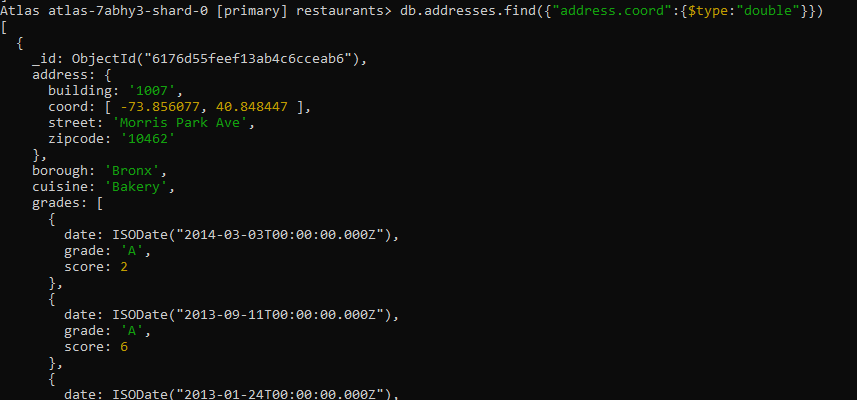 Atlas atlas-7abhy3-shard-0 [primary] restaurants> db.addresses.find({"address.coord":{$type:"double"}})
[
  {
    _id: ObjectId("6176d55feef13ab4c6cceab6"),
    address: {
      building: '1007',
      coord: [ -73.856077, 40.848447 ],
      street: 'Morris Park Ave',
      zipcode: '10462'
    },
    borough: 'Bronx',
    cuisine: 'Bakery',
    grades: [
      {
        date: ISODate("2014-03-03T00:00:00.000Z"),
        grade: 'A',
        score: 2
      },
      {
        date: ISODate("2013-09-11T00:00:00.000Z"),
        grade: 'A',
        score: 6
      },
      {
        date: ISODate("2013-01-24T00:00:00.000Z"),